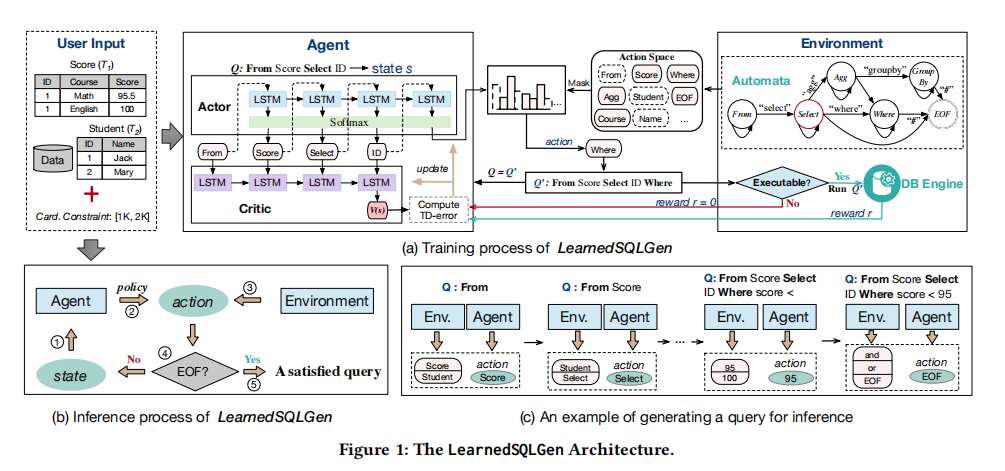 User Input
Score (T1)
ID Course Score
1 Math 95.5
1 English 100
Student (T2)
ID Name
1 Jack
2 Mary
Data
+
Card. Constraint: [1K, 2K]
Agent
Q: From Score Select ID → state s
Actor
LSTM LSTM LSTM LSTM
Softmax
From Score Select ID
LSTM LSTM LSTM LSTM
Critic
V(s)
update
Compute
TD-error
...
Mask
action
Where
Q = Q'
Q': From Score Select ID Where
Action Space
From Score Where
Agg Student EOF
Course Name ...
Environment
Automata
From
"select"
Select
"agg"
Agg
"where"
Where
"groupby"
Group
By
"#"
"#"
EOF
Executable?
Yes
Run Q'
No
DB Engine
reward r = 0
reward r
(a) Training process of LearnedSQLGen
Agent
policy
②
action
③
Environment
①
④
state
No
EOF?
Yes
⑤
A satisfied query
(b) Inference process of LearnedSQLGen
Q : From
Env. Agent
Score
Student
action
Score
Q: From Score
Env. Agent
Student
Select
action
Select
...
Q: From Score Select
ID Where score <
Env. Agent
95
100
action
95
Q: From Score Select
ID Where score < 95
Env. Agent
and
or
EOF
action
EOF
(c) An example of generating a query for inference
Figure 1: The LearnedSQLGen Architecture.